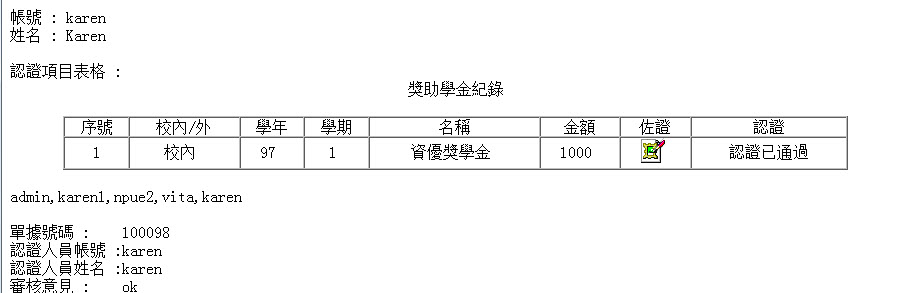 帳號 : karen
姓名 : Karen
認證項目表格 :
獎助學金紀錄
序號 校內/外 學年 學期 名稱 金額 佐證 認證
1 校內 97 1 資優獎學金 1000 認證已通過
admin,karen1,npue2,vita,karen
單據號碼 : 100098
認證人員帳號 :karen
認證人員姓名 :karen
審核意見 : ok